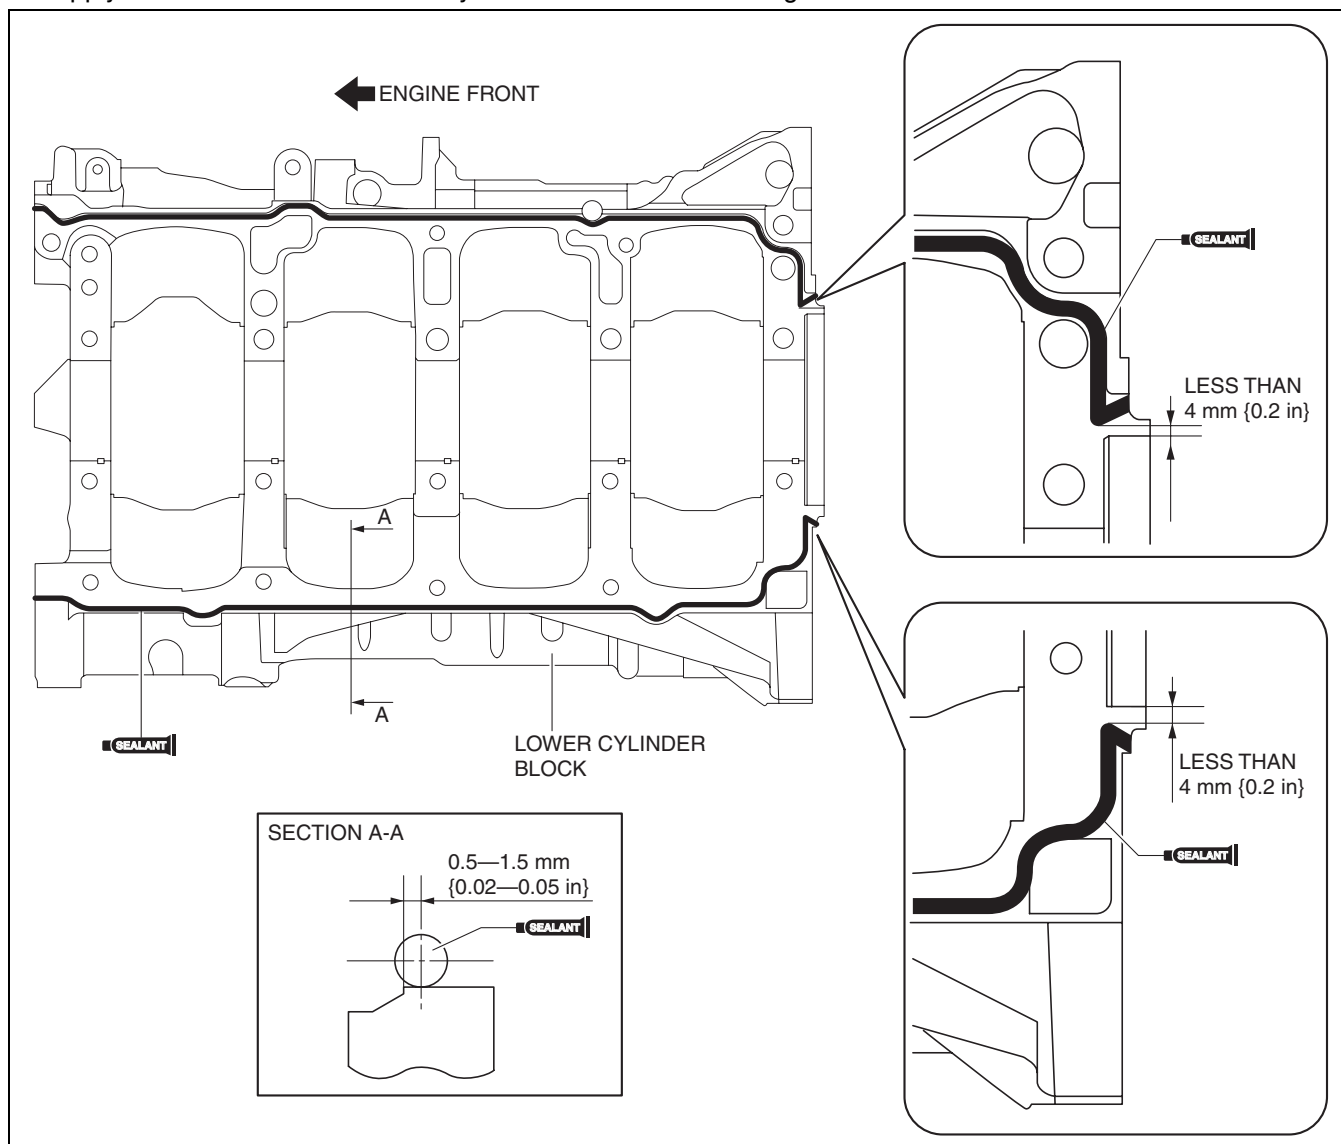 ENGINE FRONT
SEALANT
LESS THAN
4 mm {0.2 in}
A
A
SEALANT
LOWER CYLINDER
BLOCK
LESS THAN
4 mm {0.2 in}
SEALANT
SECTION A-A
0.5—1.5 mm
{0.02—0.05 in}
SEALANT